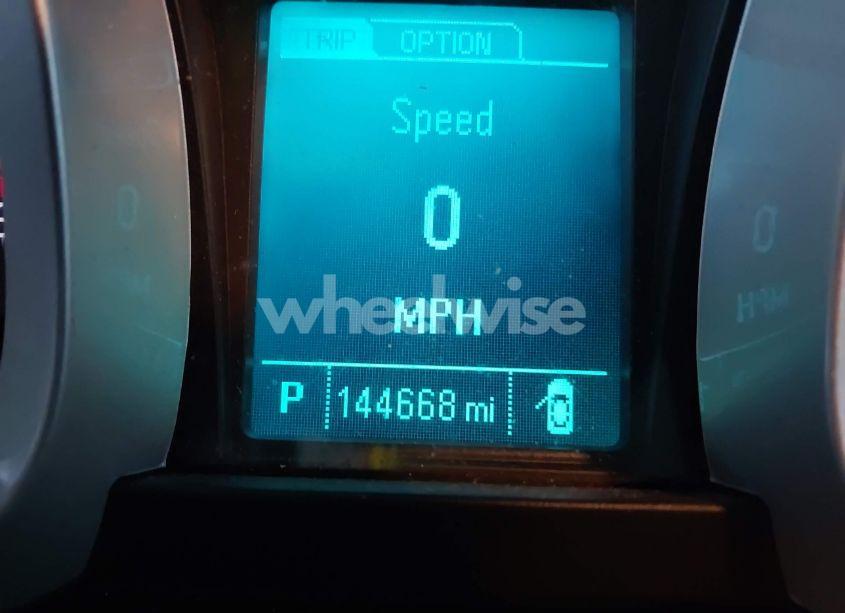 TRIP OPTION
Speed
0
MPH
wheelwise
P 144668 mi